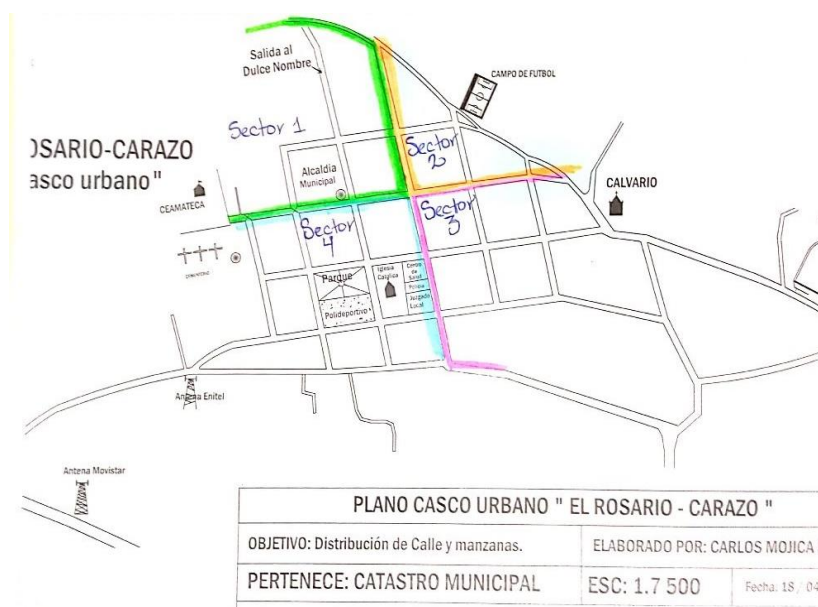 Salida al
Dulce Nombre
CAMPO DE FUTBOL
Sector 1
OSARIO-CARAZO
asco urbano"
Sector
2
Alcaldia
Municipal
CALVARIO
CEAMATECA
Sector
3
Sector
4
Parque
Iglesia
Catolica
Centro
de
Salud
Policia
Juzgado
Local
Polideportivo
Antena Enitel
Antena Movistar
PLANO CASCO URBANO " EL ROSARIO - CARAZO "
OBJETIVO: Distribución de Calle y manzanas.
ELABORADO POR: CARLOS MOJICA
PERTENECE: CATASTRO MUNICIPAL
ESC: 1.7 500
Fecha: 18 / 04